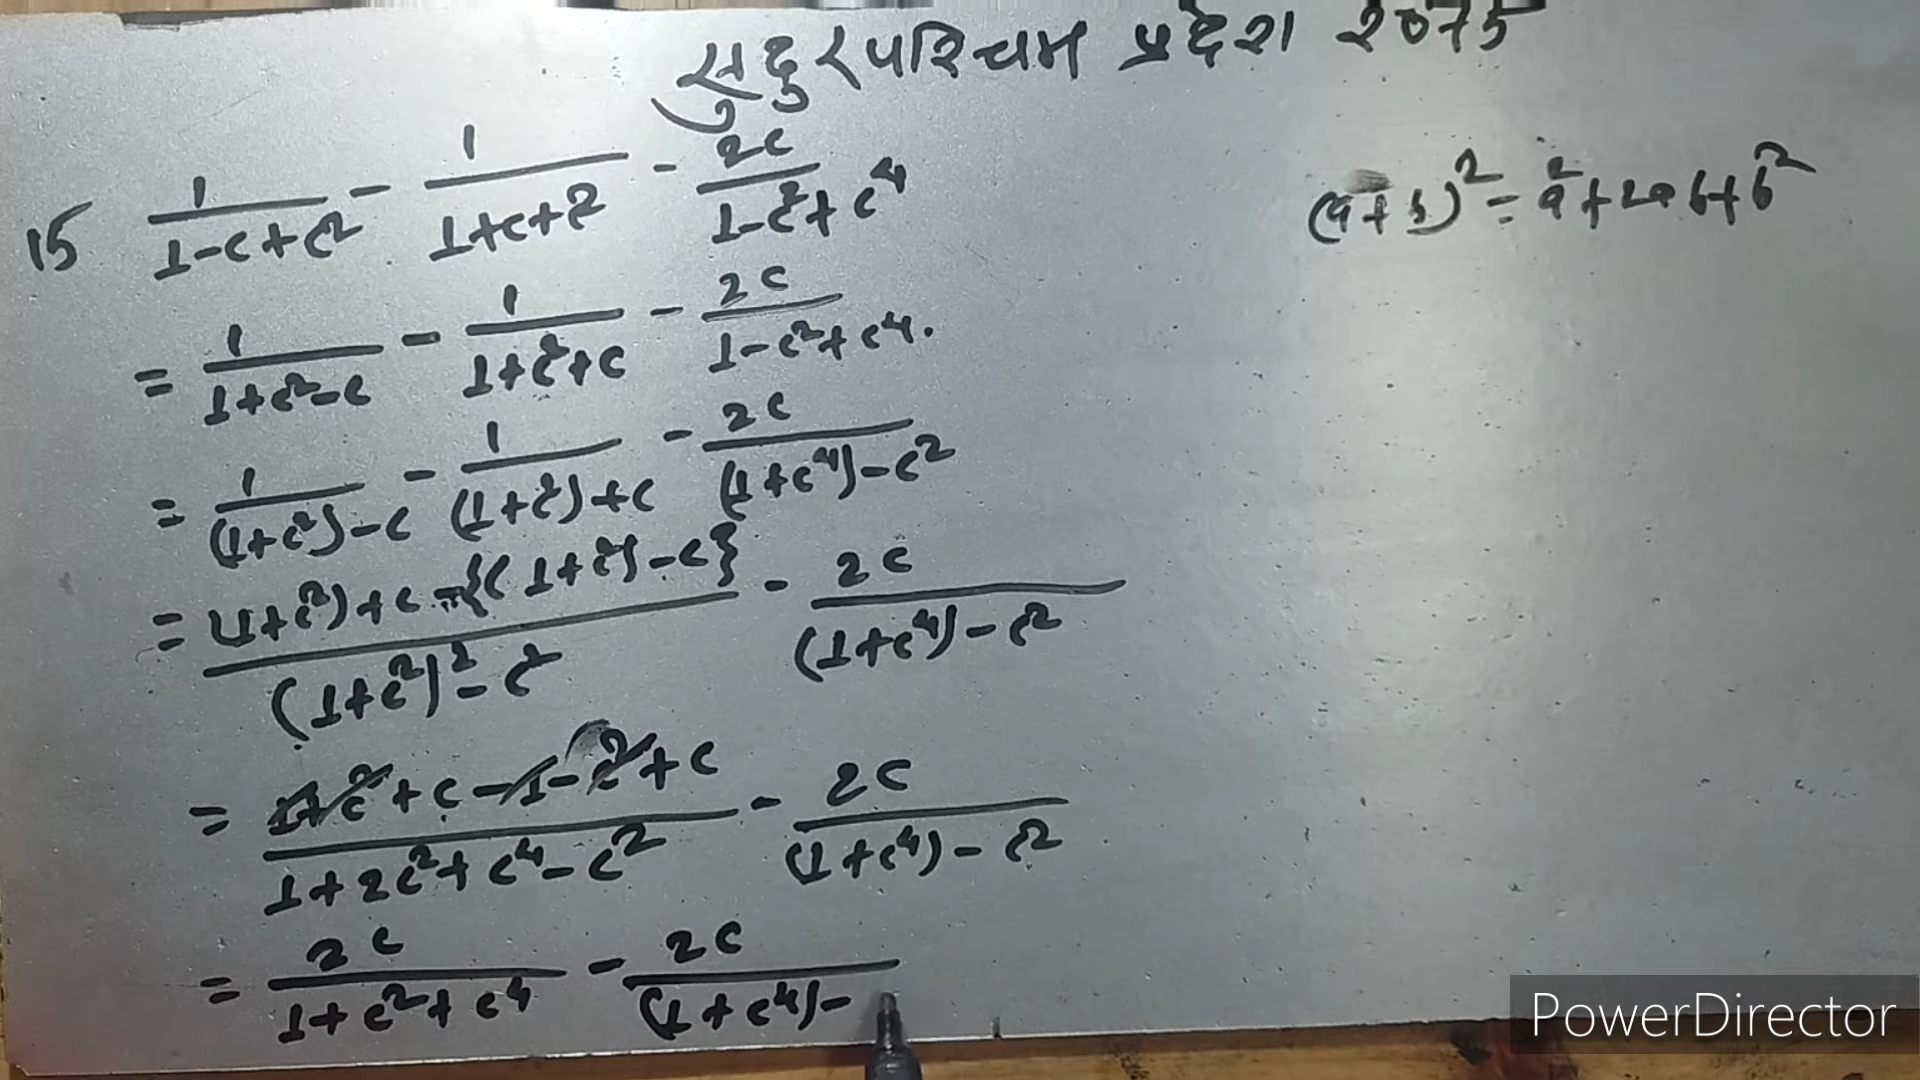 सुदुरपश्चिम प्रदेश २०75
15 1/(1-c+c²) - 1/(1+c+c²) - 2c/(1-c²+c⁴)
(a+b)² = a²+2ab+b²
= 1/(1+c²-c) - 1/(1+c²+c) - 2c/(1-c²+c⁴).
= 1/((1+c²)-c) - 1/((1+c²)+c) - 2c/((1+c⁴)-c²)
= ((1+c²)+c-{(1+c²)-c})/((1+c²)²-c²) - 2c/((1+c⁴)-c²)
= (1+c²+c-1-c²+c)/(1+2c²+c⁴-c²) - 2c/((1+c⁴)-c²)
= 2c/(1+c²+c⁴) - 2c/((1+c⁴)-
PowerDirector